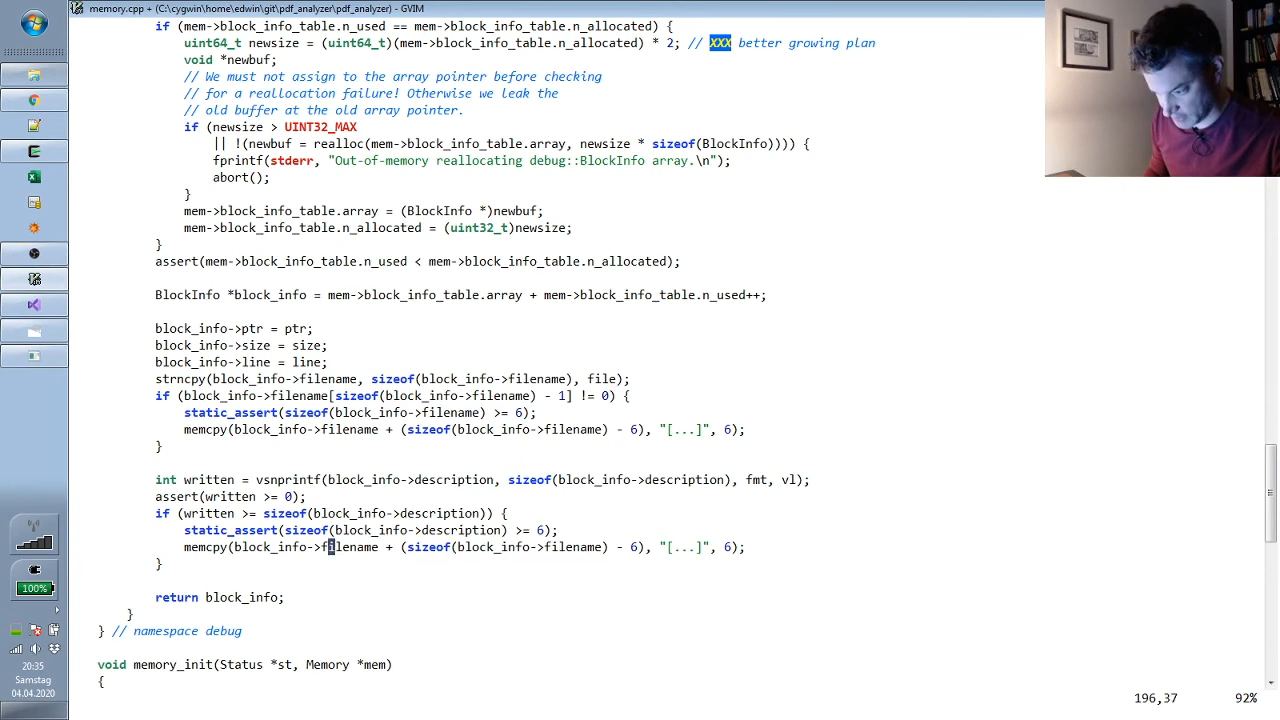 memory.cpp + (C:\cygwin\home\edwin\git\pdf_analyzer\pdf_analyzer) - GVIM
if (mem->block_info_table.n_used == mem->block_info_table.n_allocated) {
uint64_t newsize = (uint64_t)(mem->block_info_table.n_allocated) * 2; // XXX better growing plan
void *newbuf;
// We must not assign to the array pointer before checking
// for a reallocation failure! Otherwise we leak the
// old buffer at the old array pointer.
if (newsize > UINT32_MAX
|| !(newbuf = realloc(mem->block_info_table.array, newsize * sizeof(BlockInfo)))) {
fprintf(stderr, "Out-of-memory reallocating debug::BlockInfo array.\n");
abort();
}
mem->block_info_table.array = (BlockInfo *)newbuf;
mem->block_info_table.n_allocated = (uint32_t)newsize;
}
assert(mem->block_info_table.n_used < mem->block_info_table.n_allocated);
BlockInfo *block_info = mem->block_info_table.array + mem->block_info_table.n_used++;
block_info->ptr = ptr;
block_info->size = size;
block_info->line = line;
strncpy(block_info->filename, sizeof(block_info->filename), file);
if (block_info->filename[sizeof(block_info->filename) - 1] != 0) {
static_assert(sizeof(block_info->filename) >= 6);
memcpy(block_info->filename + (sizeof(block_info->filename) - 6), "[...]", 6);
}
int written = vsnprintf(block_info->description, sizeof(block_info->description), fmt, vl);
assert(written >= 0);
if (written >= sizeof(block_info->description)) {
static_assert(sizeof(block_info->description) >= 6);
memcpy(block_info->filename + (sizeof(block_info->filename) - 6), "[...]", 6);
}
return block_info;
}
} // namespace debug
void memory_init(Status *st, Memory *mem)
{
196,37 92%
100%
20:35
Samstag
04.04.2020